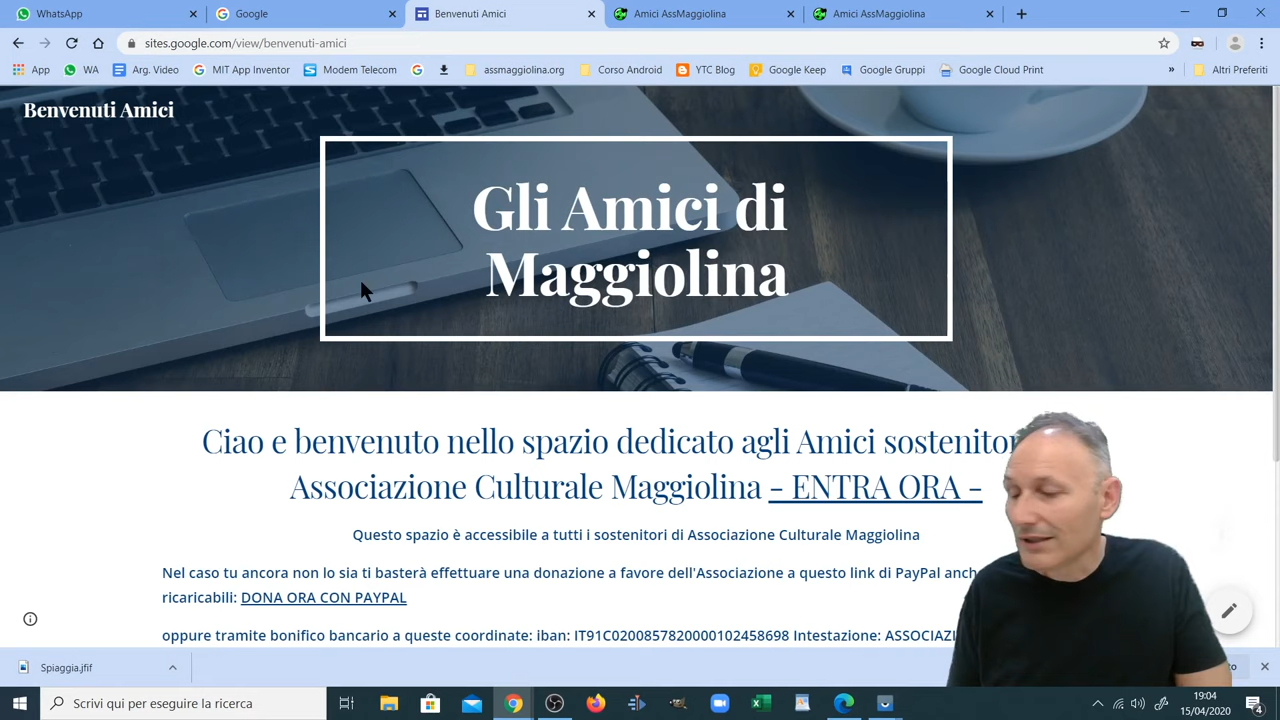 WhatsApp
Google
Benvenuti Amici
Amici AssMaggiolina
Amici AssMaggiolina
sites.google.com/view/benvenuti-amici
App
WA
Arg. Video
MIT App Inventor
Modem Telecom
assmaggiolina.org
Corso Android
YTC Blog
Google Keep
Google Gruppi
Google Cloud Print
»
Altri Preferiti
Benvenuti Amici
Gli Amici di
Maggiolina
Ciao e benvenuto nello spazio dedicato agli Amici
Associazione Culturale Maggiolina - ENTRA ORA -
Questo spazio è accessibile a tutti i sostenitori di Associazione Culturale Maggiolina
Nel caso tu ancora non lo sia ti basterà effettuare una donazione a favore dell'Associazione a questo link di PayPal
ricaricabili: DONA ORA CON PAYPAL
oppure tramite bonifico bancario a queste coordinate: iban: IT91C0200857820000102458698 Intestazione:
Spiaggia.jfif
Scrivi qui per eseguire la ricerca
19:04
15/04/2020
4